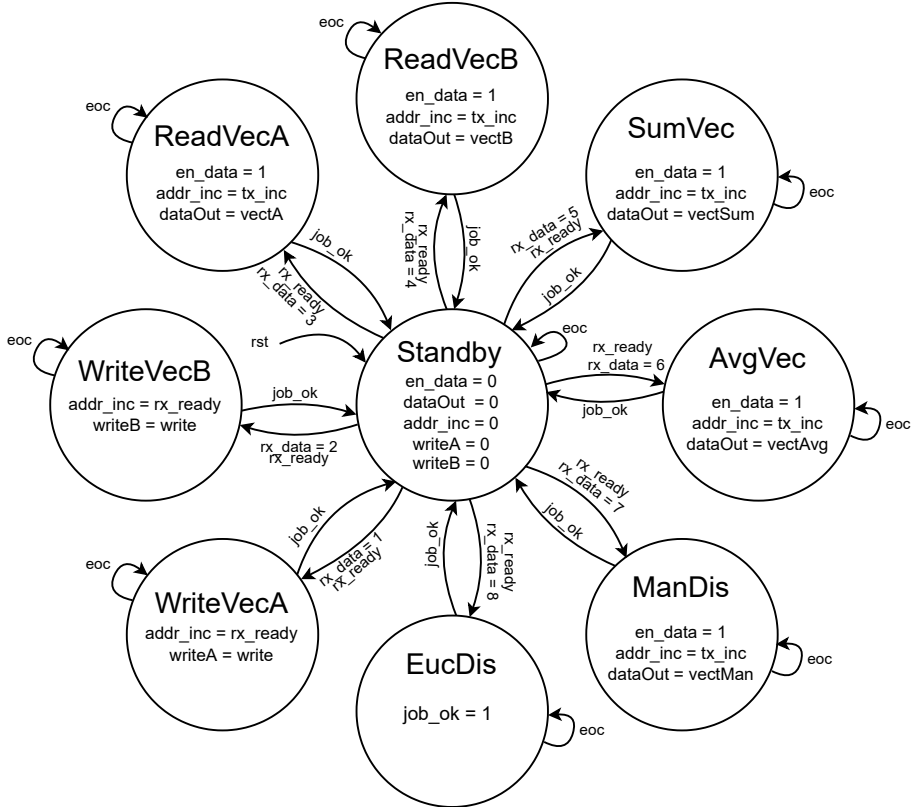 eoc
ReadVecB
en_data = 1
addr_inc = tx_inc
dataOut = vectB
eoc
ReadVecA
en_data = 1
addr_inc = tx_inc
dataOut = vectA
SumVec
en_data = 1
addr_inc = tx_inc
dataOut = vectSum
eoc
job_ok
rx_ready
rx_data = 3
rx_ready
rx_data = 4
job_ok
rx_data = 5
rx_ready
job_ok
rst
eoc
WriteVecB
addr_inc = rx_ready
writeB = write
job_ok
rx_data = 2
rx_ready
Standby
en_data = 0
dataOut = 0
addr_inc = 0
writeA = 0
writeB = 0
eoc
rx_ready
rx_data = 6
job_ok
AvgVec
en_data = 1
addr_inc = tx_inc
dataOut = vectAvg
eoc
job_ok
rx_data = 1
rx_ready
job_ok
rx_ready
rx_data = 8
rx_ready
rx_data = 7
job_ok
eoc
WriteVecA
addr_inc = rx_ready
writeA = write
EucDis
job_ok = 1
eoc
ManDis
en_data = 1
addr_inc = tx_inc
dataOut = vectMan
eoc